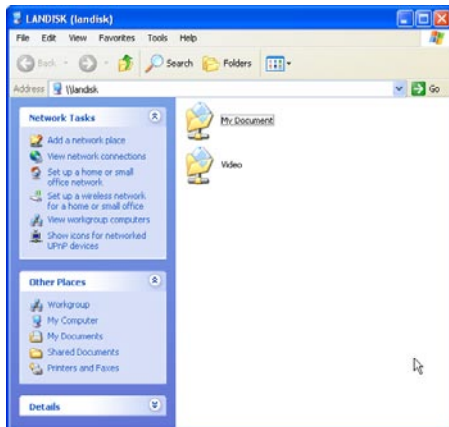 LANDISK (landisk)
File Edit View Favorites Tools Help
Back Search Folders
Address \\landisk Go
Network Tasks
Add a network place
View network connections
Set up a home or small
office network
Set up a wireless network
for a home or small office
View workgroup computers
Show icons for networked
UPnP devices
Other Places
Workgroup
My Computer
My Documents
Shared Documents
Printers and Faxes
Details
My Document
Video